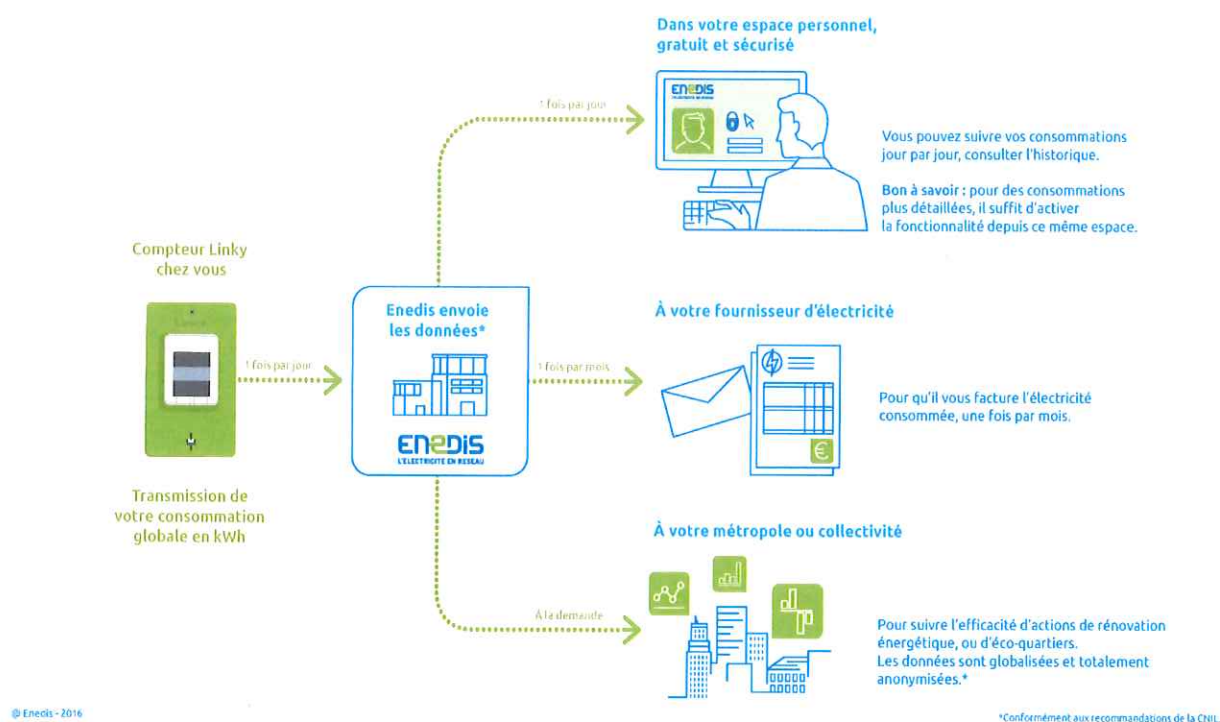 Dans votre espace personnel,
gratuit et sécurisé
ENEDIS
1 fois par jour
Vous pouvez suivre vos consommations
jour par jour, consulter l'historique.
Bon à savoir : pour des consommations
plus détaillées, il suffit d'activer
la fonctionnalité depuis ce même espace.
Compteur Linky
chez vous
Enedis envoie
les données*
À votre fournisseur d'électricité
1 fois par jour
1 fois par mois
Pour qu'il vous facture l'électricité
consommée, une fois par mois.
€
ENEDIS
L'ELECTRICITE EN RESEAU
Transmission de
votre consommation
globale en kWh
À votre métropole ou collectivité
A la demande
Pour suivre l'efficacité d'actions de rénovation
énergétique, ou d'éco-quartiers.
Les données sont globalisées et totalement
anonymisées.*
@ Enedis - 2016
*Conformément aux recommandations de la CNIL